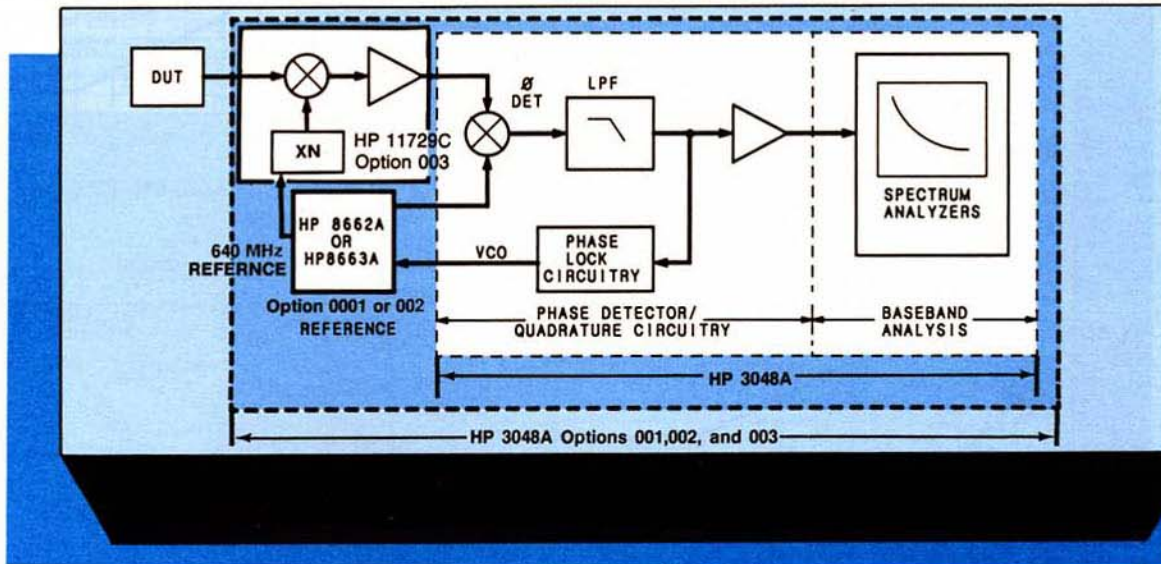 DUT
XN
HP 11729C
Option 003
Ø
DET
LPF
SPECTRUM
ANALYZERS
HP 8662A
OR
HP8663A
640 MHz
REFERNCE
VCO
PHASE
LOCK
CIRCUITRY
Option 0001 or 002
REFERENCE
PHASE DETECTOR/
QUADRATURE CIRCUITRY
BASEBAND
ANALYSIS
HP 3048A
HP 3048A Options 001,002, and 003